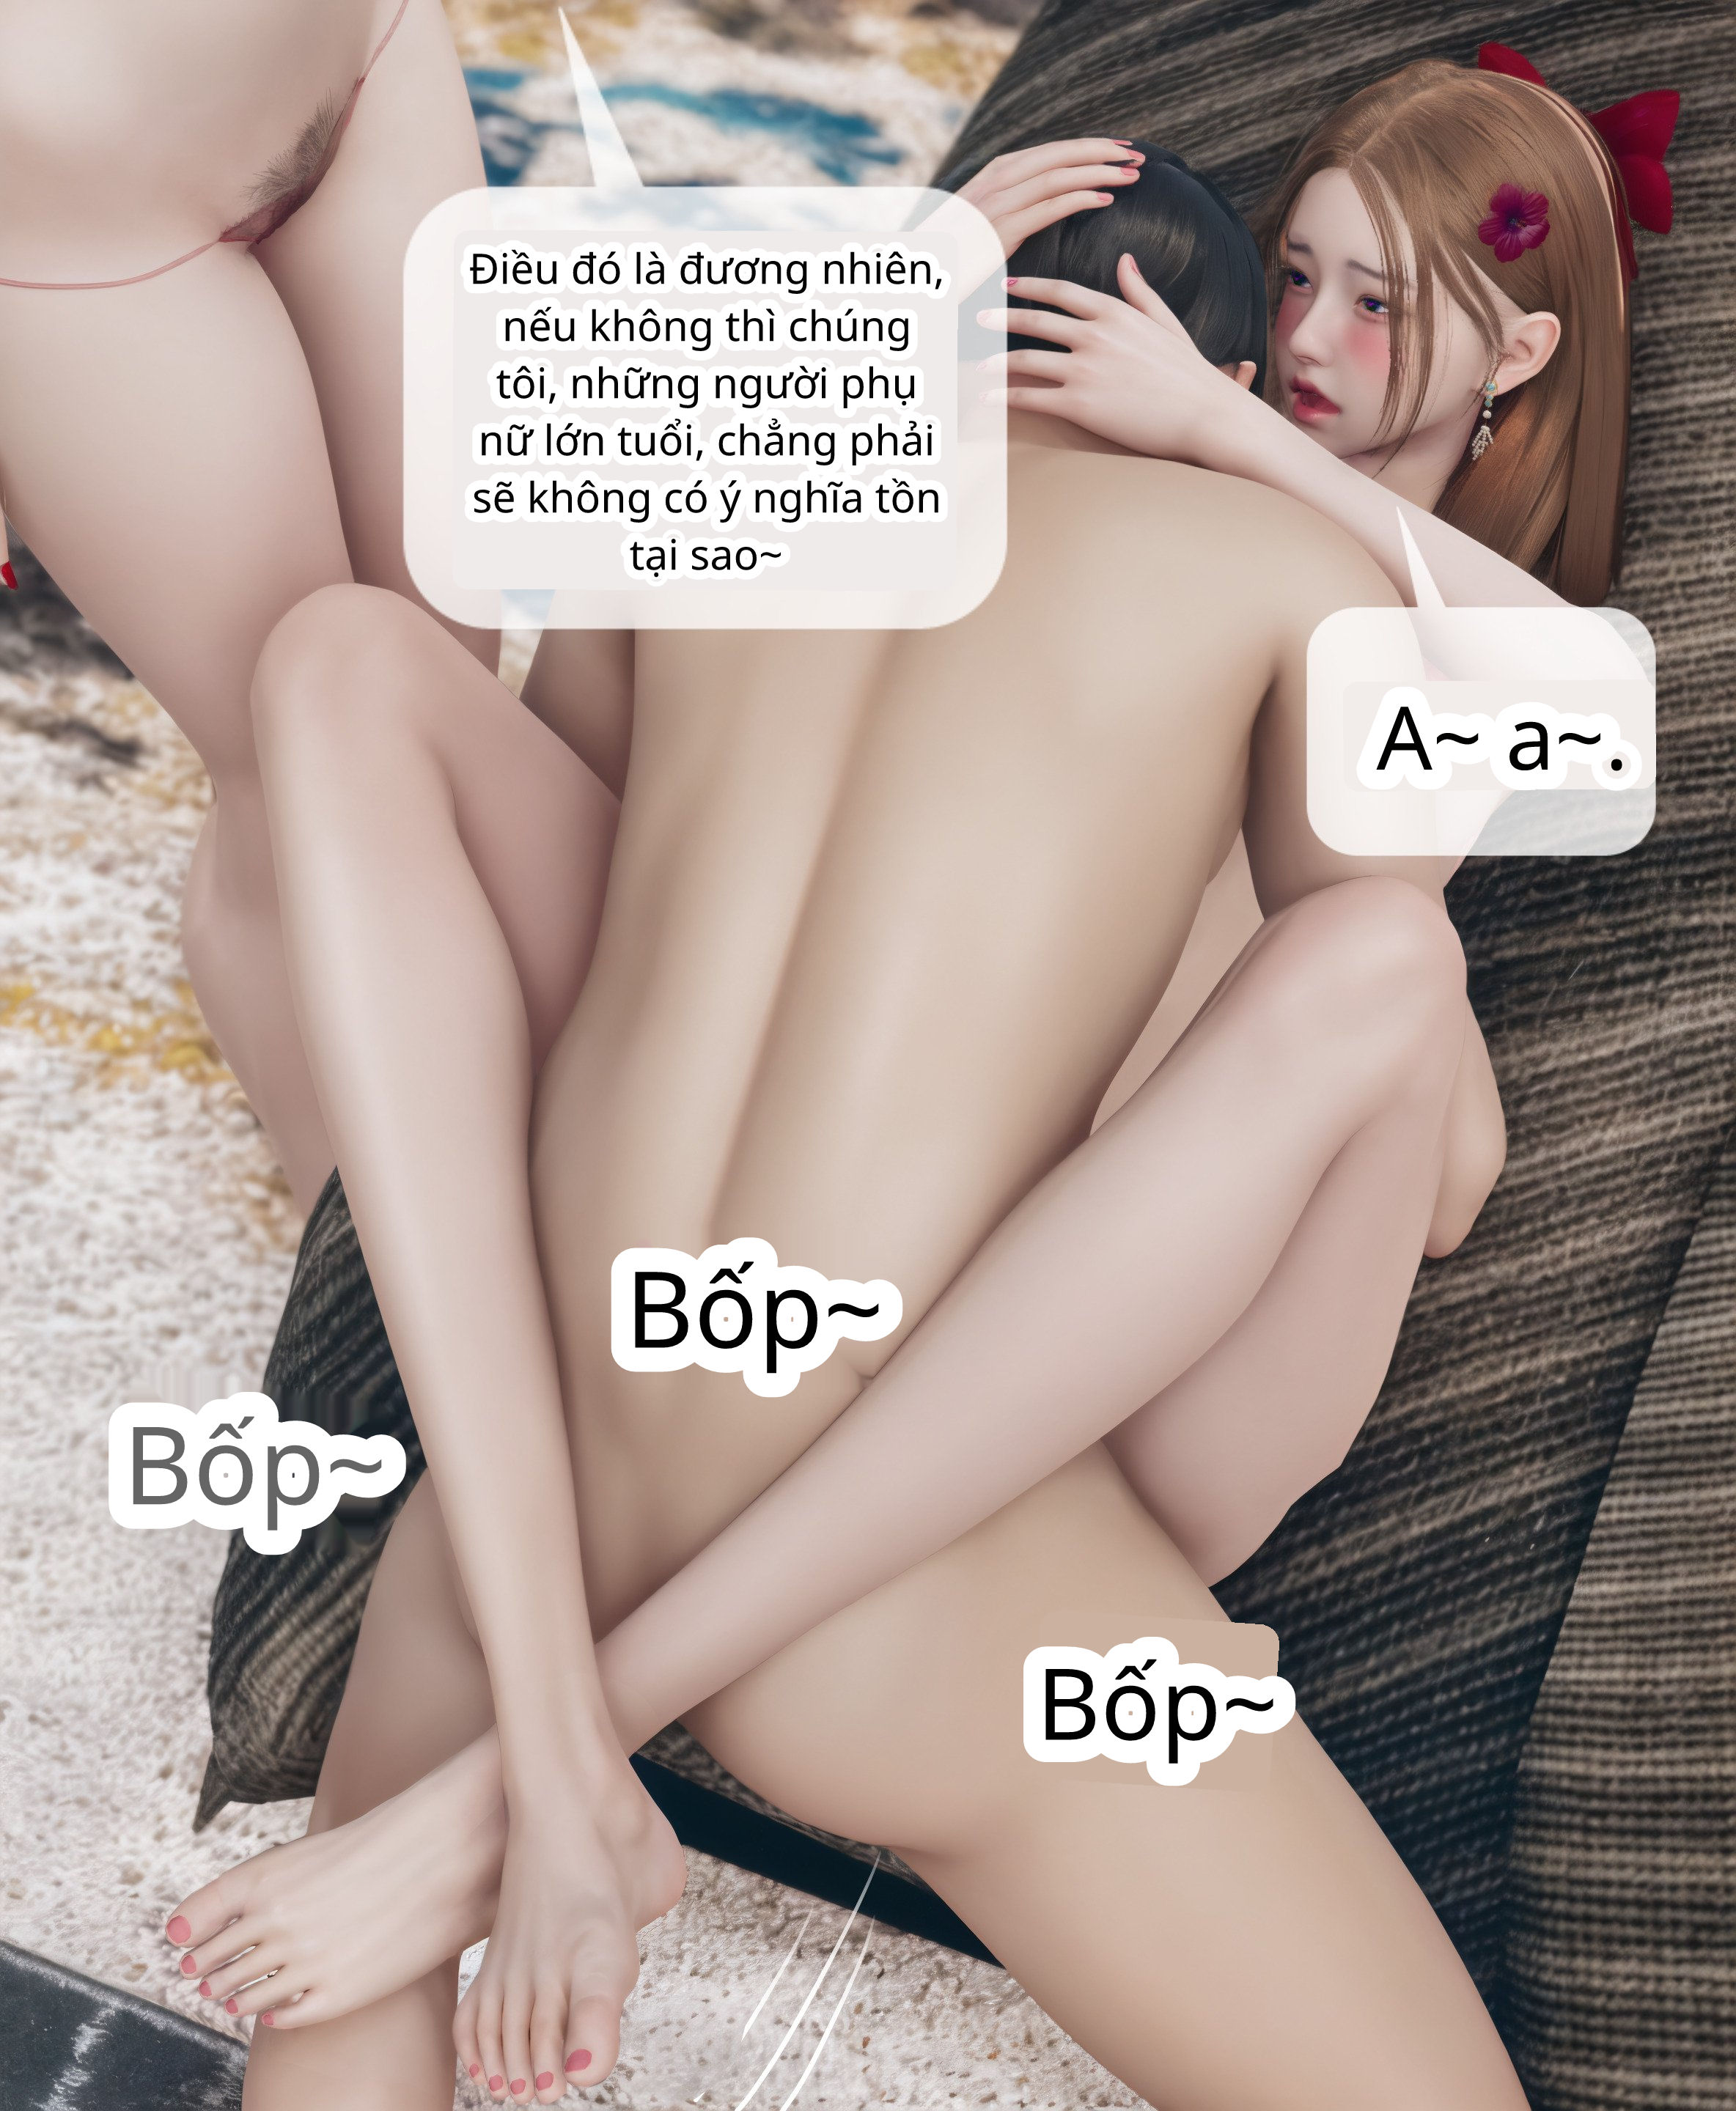 Điều đó là đương nhiên,
nếu không thì chúng
tôi, những người phụ
nữ lớn tuổi, chẳng phải
sẽ không có ý nghĩa tồn
tại sao~
A~ a~.
Bốp~
Bốp~
Bốp~